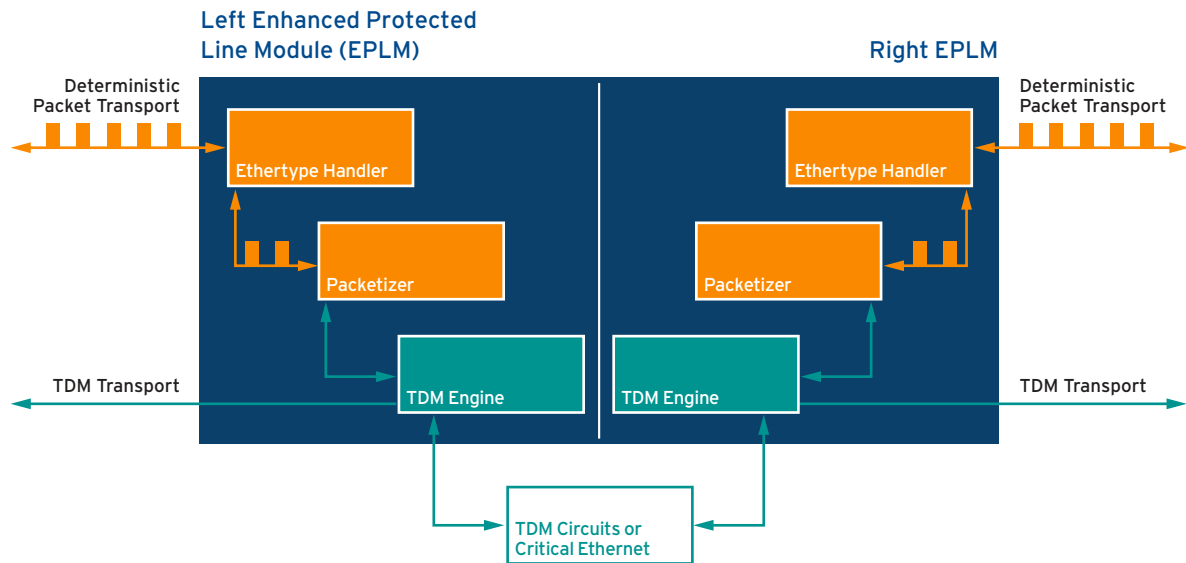 Left Enhanced Protected
Line Module (EPLM)
Right EPLM
Deterministic
Packet Transport
Deterministic
Packet Transport
Ethertype Handler
Ethertype Handler
Packetizer
Packetizer
TDM Transport
TDM Engine
TDM Engine
TDM Transport
TDM Circuits or
Critical Ethernet